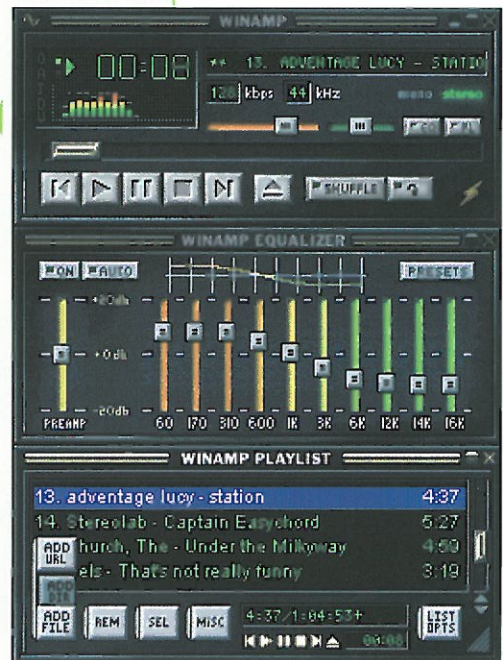 WINAMP
00:08
** 13. ADVENTAGE LUCY - STATIO
128 kbps 44 kHz
mono stereo
EQ PL
SHUFFLE
WINAMP EQUALIZER
ON AUTO
PRESETS
+20db
+0db
-20db
PREAMP 60 170 310 600 1K 3K 6K 12K 14K 16K
WINAMP PLAYLIST
13. adventage lucy - station 4:37
14. Stereolab - Captain Easychord 5:27
hurch, The - Under the Milkyway 4:59
els - That's not really funny 3:19
ADD URL
ADD DIR
ADD FILE
REM SEL MISC
4:37/1:04:53+
00:08
LIST OPTS